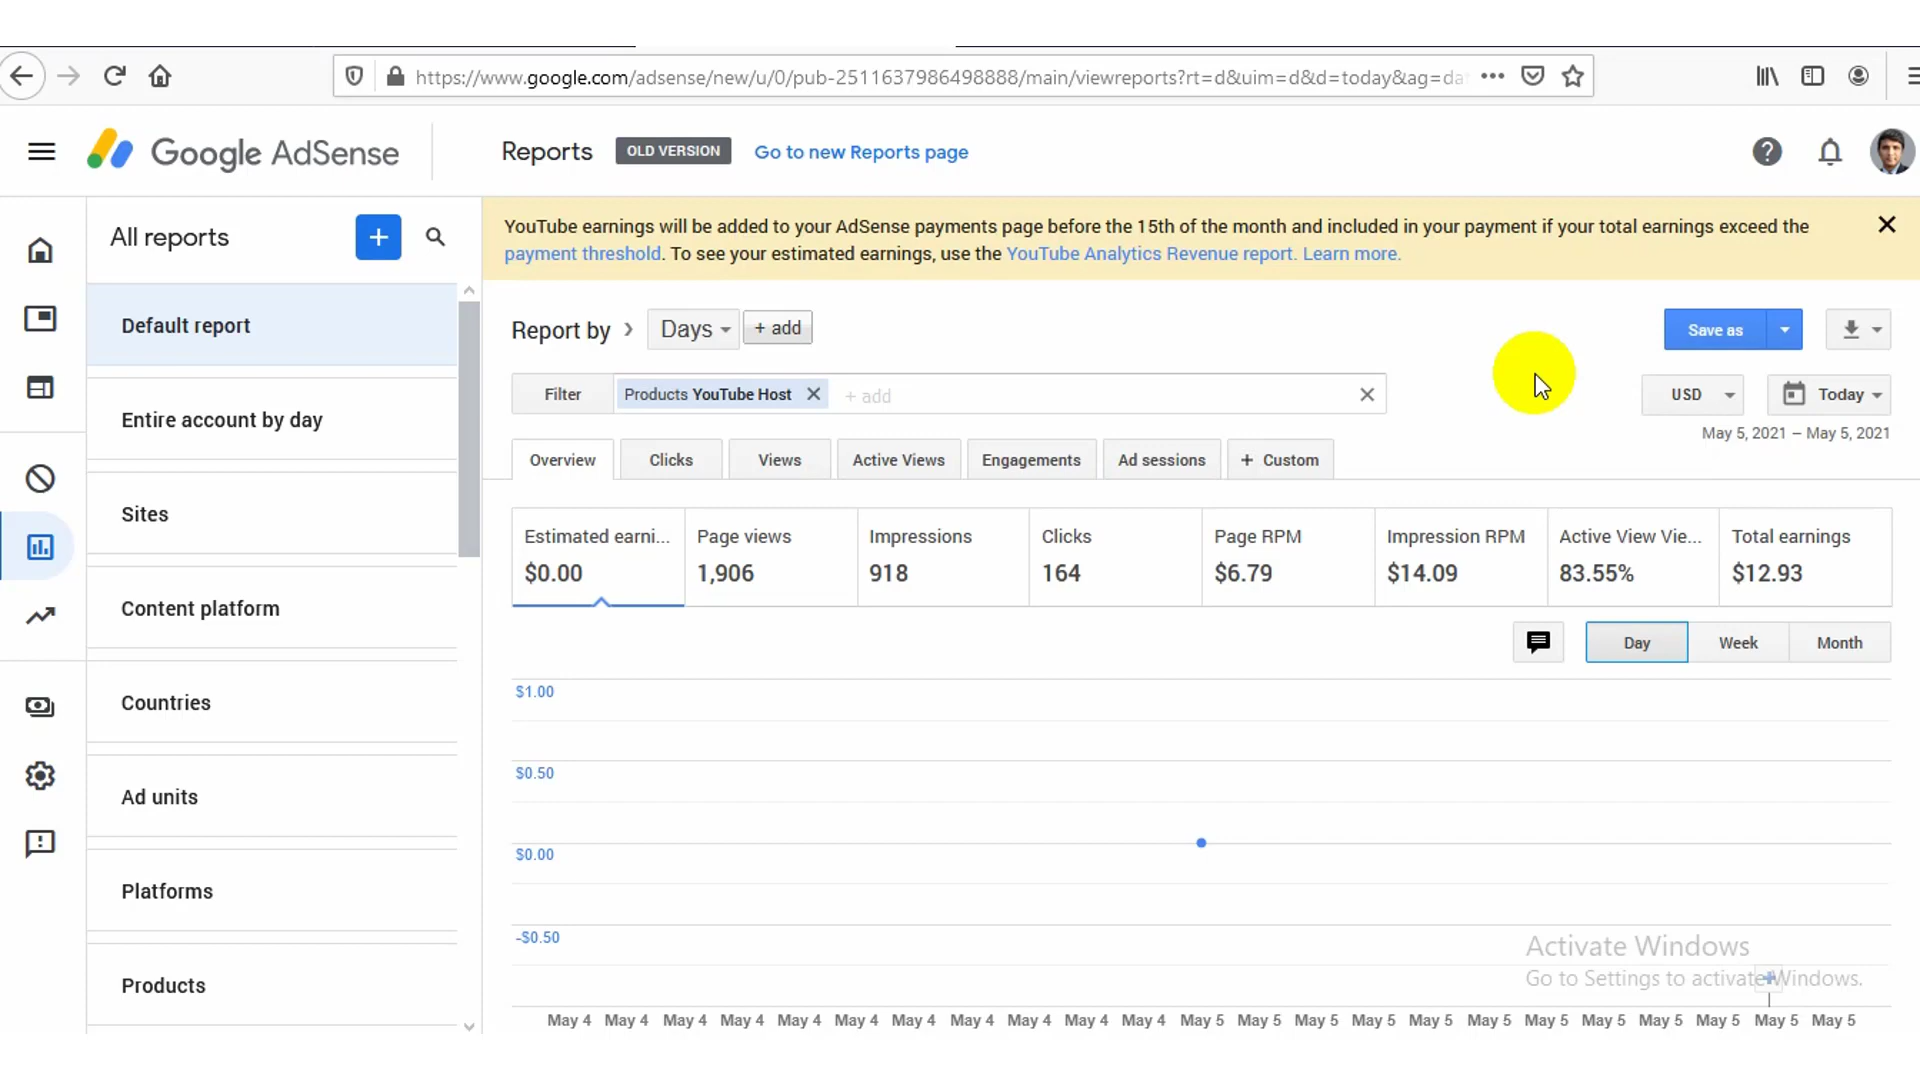 https://www.google.com/adsense/new/u/0/pub-2511637986498888/main/viewreports?rt=d&uim=d&d=today&ag=da
Google AdSense
Reports
OLD VERSION
Go to new Reports page
All reports
YouTube earnings will be added to your AdSense payments page before the 15th of the month and included in your payment if your total earnings exceed the
payment threshold. To see your estimated earnings, use the YouTube Analytics Revenue report. Learn more.
Default report
Entire account by day
Sites
Content platform
Countries
Ad units
Platforms
Products
Report by
Days
+ add
Save as
Filter
Products YouTube Host
+ add
USD
Today
May 5, 2021 – May 5, 2021
Overview
Clicks
Views
Active Views
Engagements
Ad sessions
+ Custom
Estimated earni...
$0.00
Page views
1,906
Impressions
918
Clicks
164
Page RPM
$6.79
Impression RPM
$14.09
Active View Vie...
83.55%
Total earnings
$12.93
Day
Week
Month
$1.00
$0.50
$0.00
-$0.50
Activate Windows
Go to Settings to activate Windows.
May 4 May 4 May 4 May 4 May 4 May 4 May 4 May 4 May 4 May 4 May 4 May 5 May 5 May 5 May 5 May 5 May 5 May 5 May 5 May 5 May 5 May 5 May 5